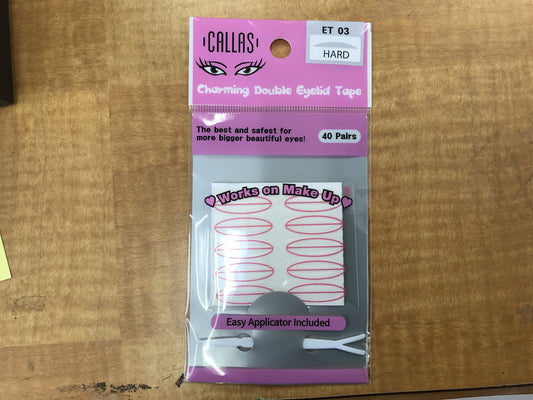 CALLAS
ET 03
HARD
Charming Double Eyelid Tape
The best and safest for
more bigger beautiful eyes!
40 Pairs
Works on Make Up
Easy Applicator Included